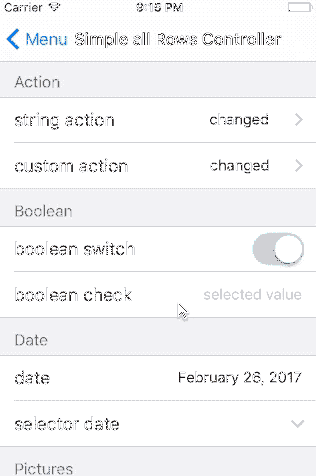 Carrier 9:15 PM
Menu Simple all Rows Controller
Action
string action changed
custom action changed
Boolean
boolean switch
boolean check selected value
Date
date February 26, 2017
selector date
Pictures